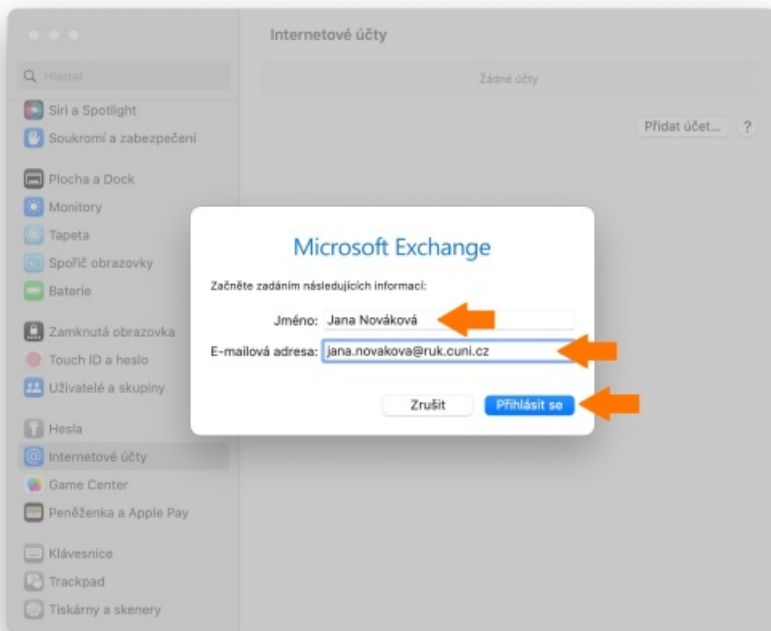 Internetové účty
Hledat
Žádné účty
Siri a Spotlight
Soukromí a zabezpečení
Přidat účet...
?
Plocha a Dock
Monitory
Tapeta
Spořič obrazovky
Baterie
Zamknutá obrazovka
Touch ID a heslo
Uživatelé a skupiny
Hesla
Internetové účty
Game Center
Peněženka a Apple Pay
Klávesnice
Trackpad
Tiskárny a skenery
Microsoft Exchange
Začněte zadáním následujících informací:
Jméno: Jana Nováková
E-mailová adresa: jana.novakova@ruk.cuni.cz
Zrušit Přihlásit se